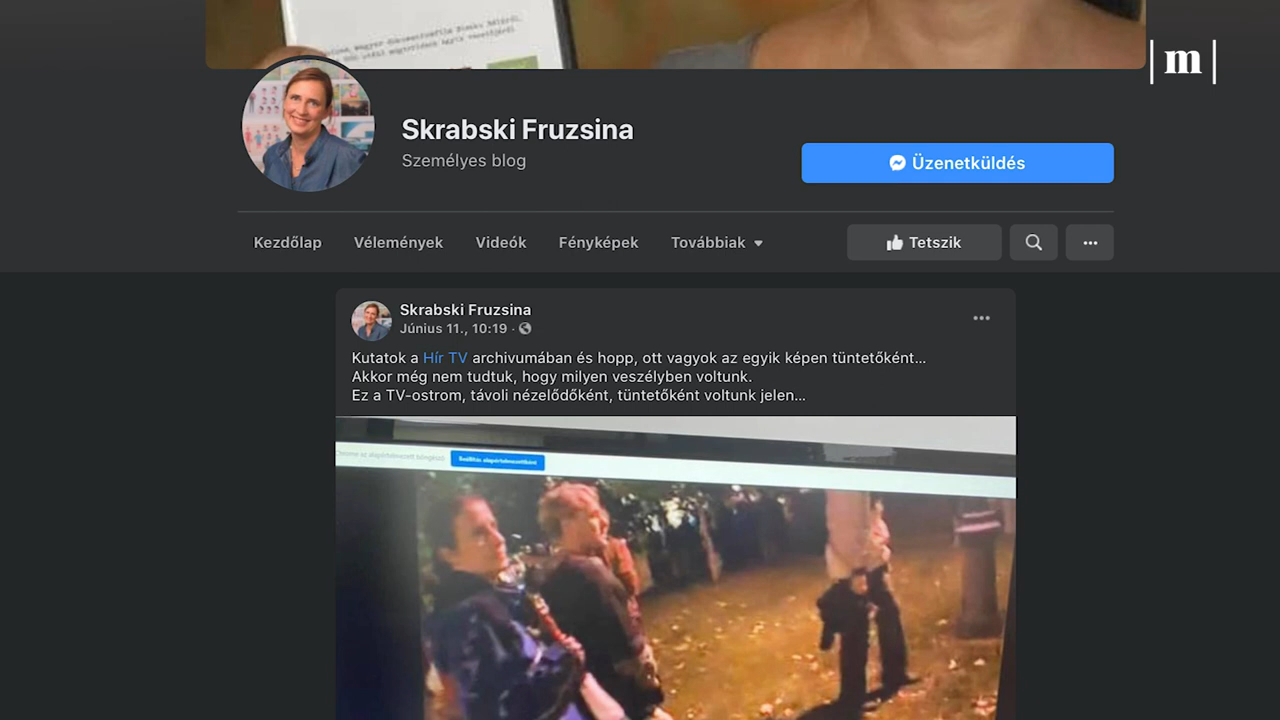 |m|
Skrabski Fruzsina
Személyes blog
Üzenetküldés
Kezdőlap
Vélemények
Videók
Fényképek
Továbbiak
Tetszik
Skrabski Fruzsina
Június 11., 10:19 ·
Kutatok a Hír TV archivumában és hopp, ott vagyok az egyik képen tüntetőként...
Akkor még nem tudtuk, hogy milyen veszélyben voltunk.
Ez a TV-ostrom, távoli nézelődőként, tüntetőként voltunk jelen...
Beállítás alapértelmezettként